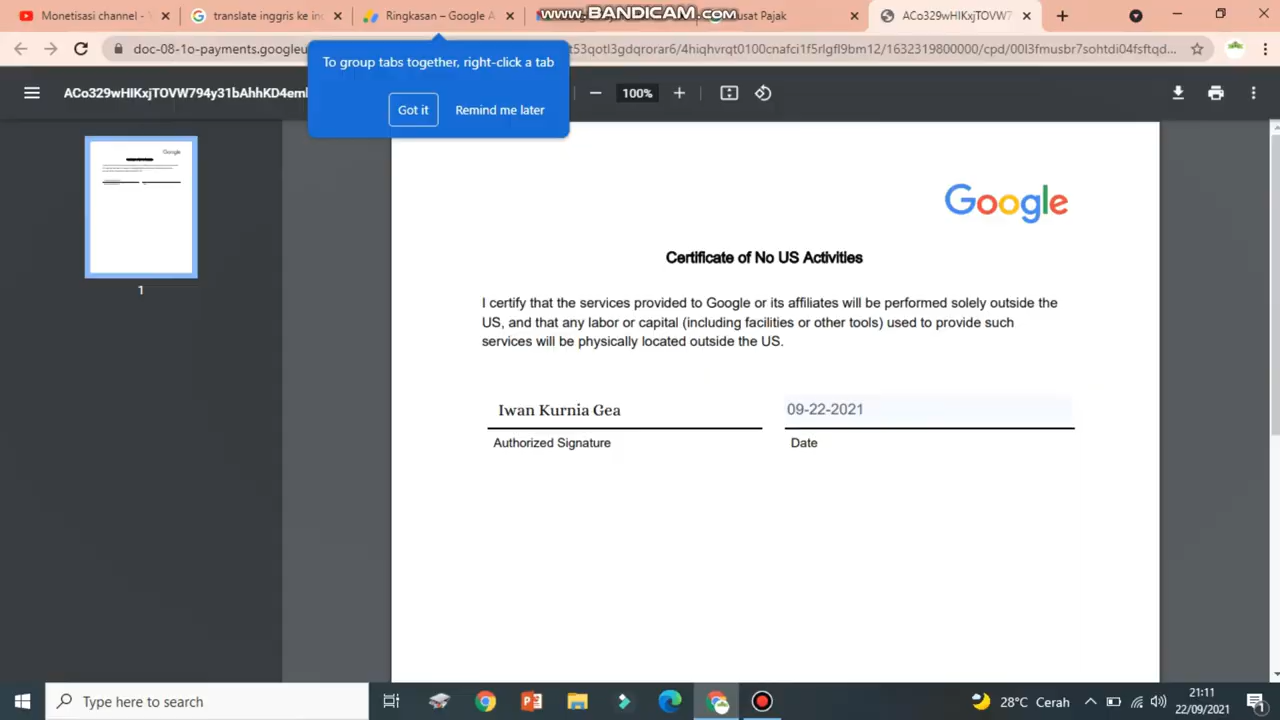 Monetisasi channel -
translate inggris ke in
Ringkasan – Google A
www.BANDICAM.com
usat Pajak
ACo329wHIKxjTOVW7
doc-08-1o-payments.googleu
53qotl3gdqrorar6/4hiqhvrqt0100cnafci1f5rlgfl9bm12/1632319800000/cpd/00l3fmusbr7sohtdi04fsftqd...
To group tabs together, right-click a tab
Got it
Remind me later
ACo329wHIKxjTOVW794y31bAhhKD4emb
100%
1
Google
Certificate of No US Activities
I certify that the services provided to Google or its affiliates will be performed solely outside the
US, and that any labor or capital (including facilities or other tools) used to provide such
services will be physically located outside the US.
Iwan Kurnia Gea
09-22-2021
Authorized Signature
Date
Type here to search
28°C Cerah
21:11
22/09/2021
1